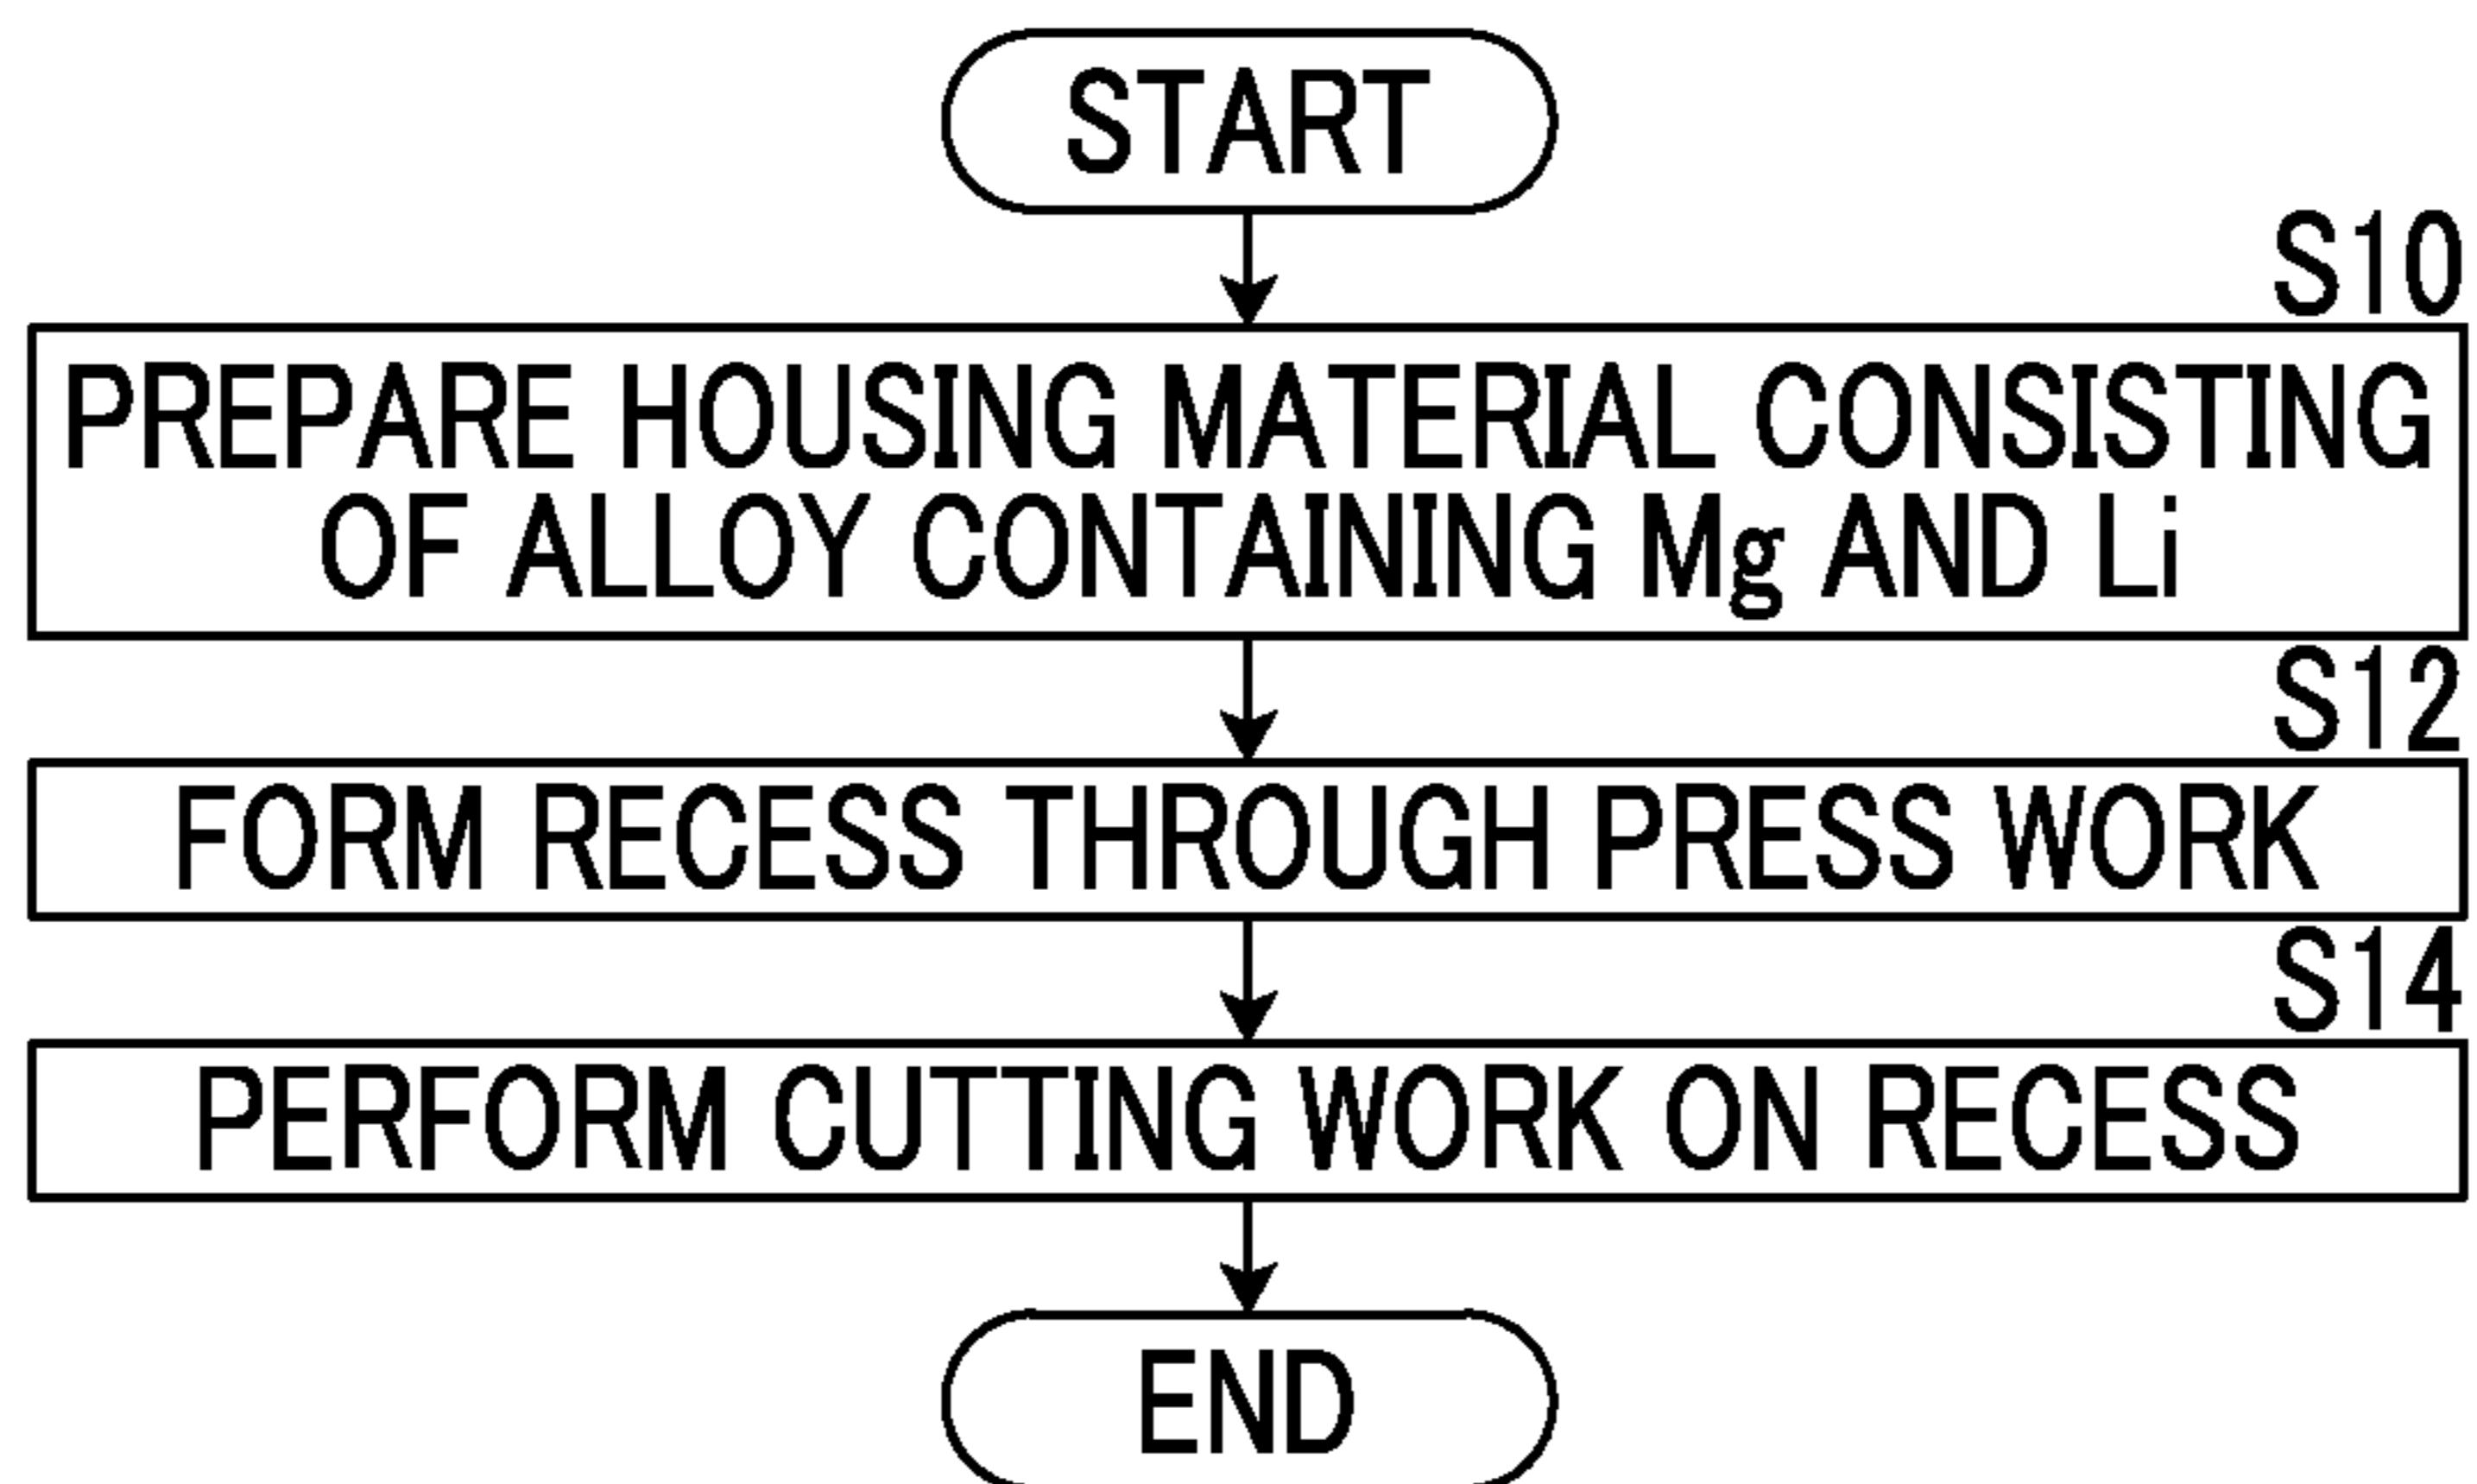 START
S10
PREPARE HOUSING MATERIAL CONSISTING
OF ALLOY CONTAINING Mg AND Li
S12
FORM RECESS THROUGH PRESS WORK
S14
PERFORM CUTTING WORK ON RECESS
END